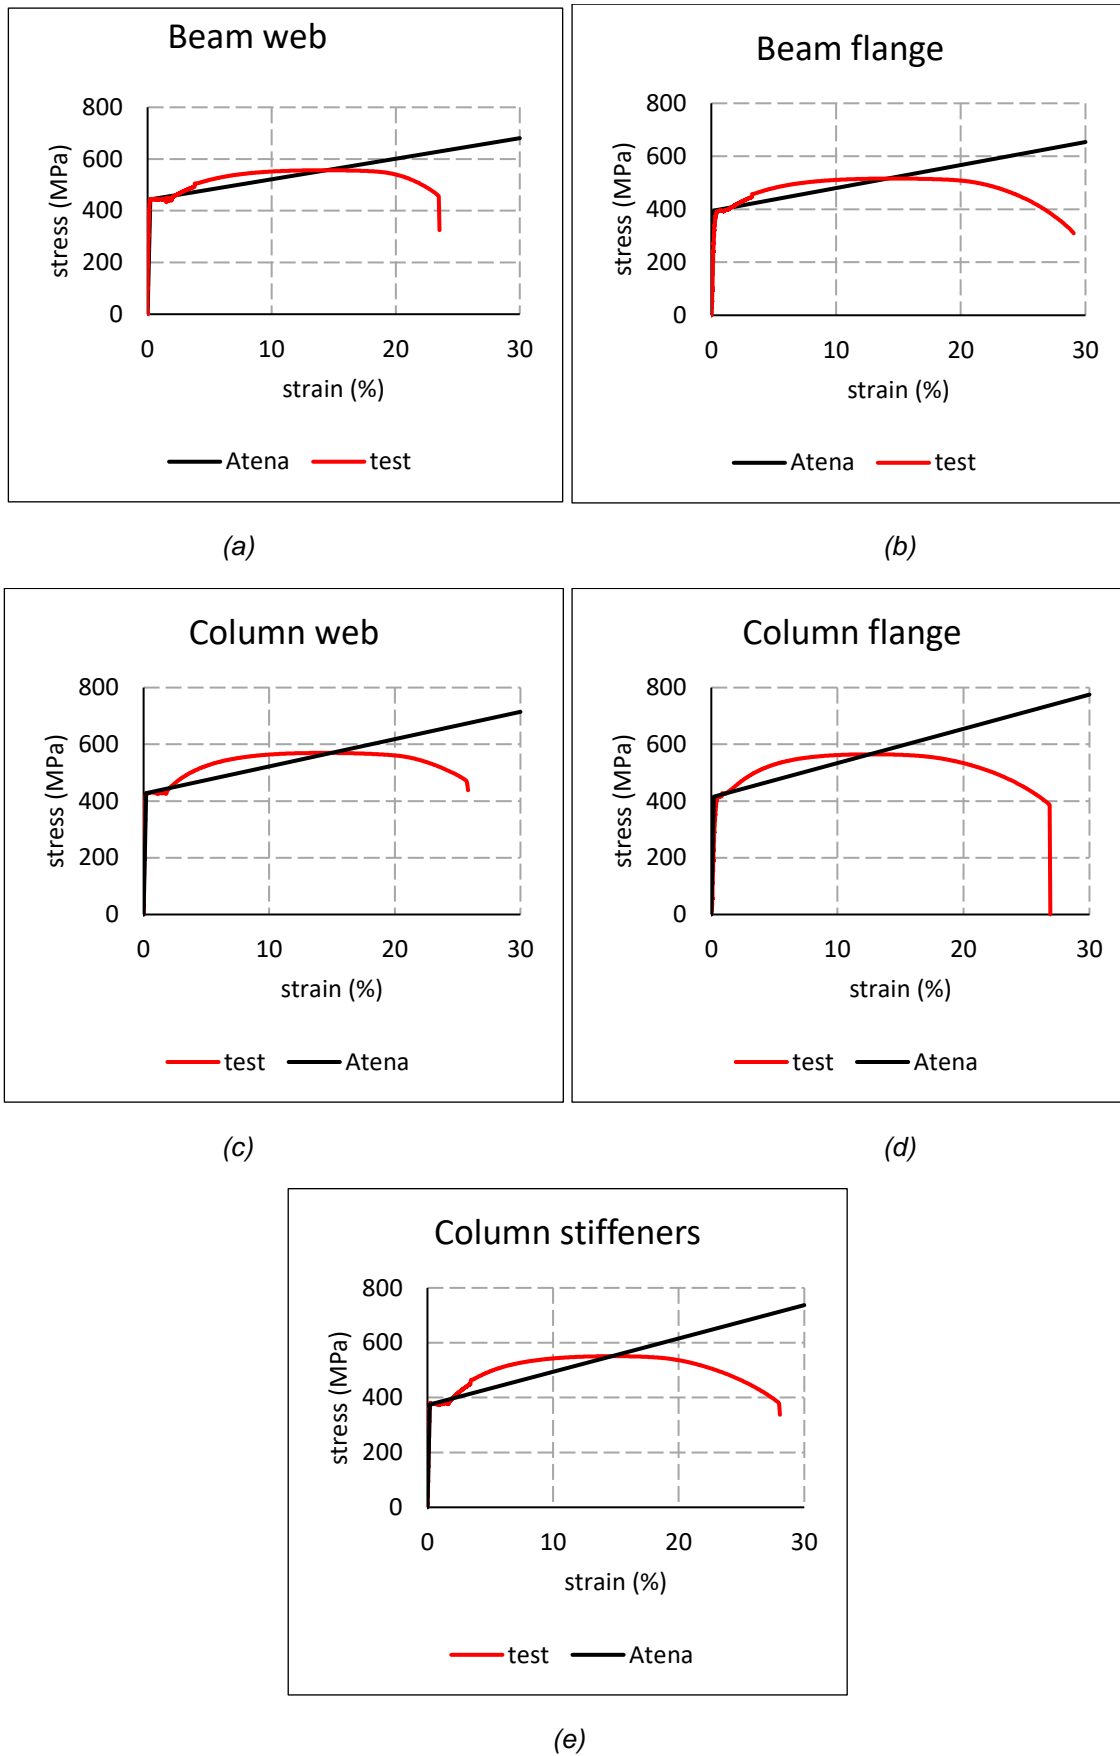 Beam web
800
600
400
200
0
stress (MPa)
0 10 20 30
strain (%)
Atena test
(a)
Beam flange
800
600
400
200
0
stress (MPa)
0 10 20 30
strain (%)
Atena test
(b)
Column web
800
600
400
200
0
stress (MPa)
0 10 20 30
strain (%)
test Atena
(c)
Column flange
800
600
400
200
0
stress (MPa)
0 10 20 30
strain (%)
test Atena
(d)
Column stiffeners
800
600
400
200
0
stress (MPa)
0 10 20 30
strain (%)
test Atena
(e)